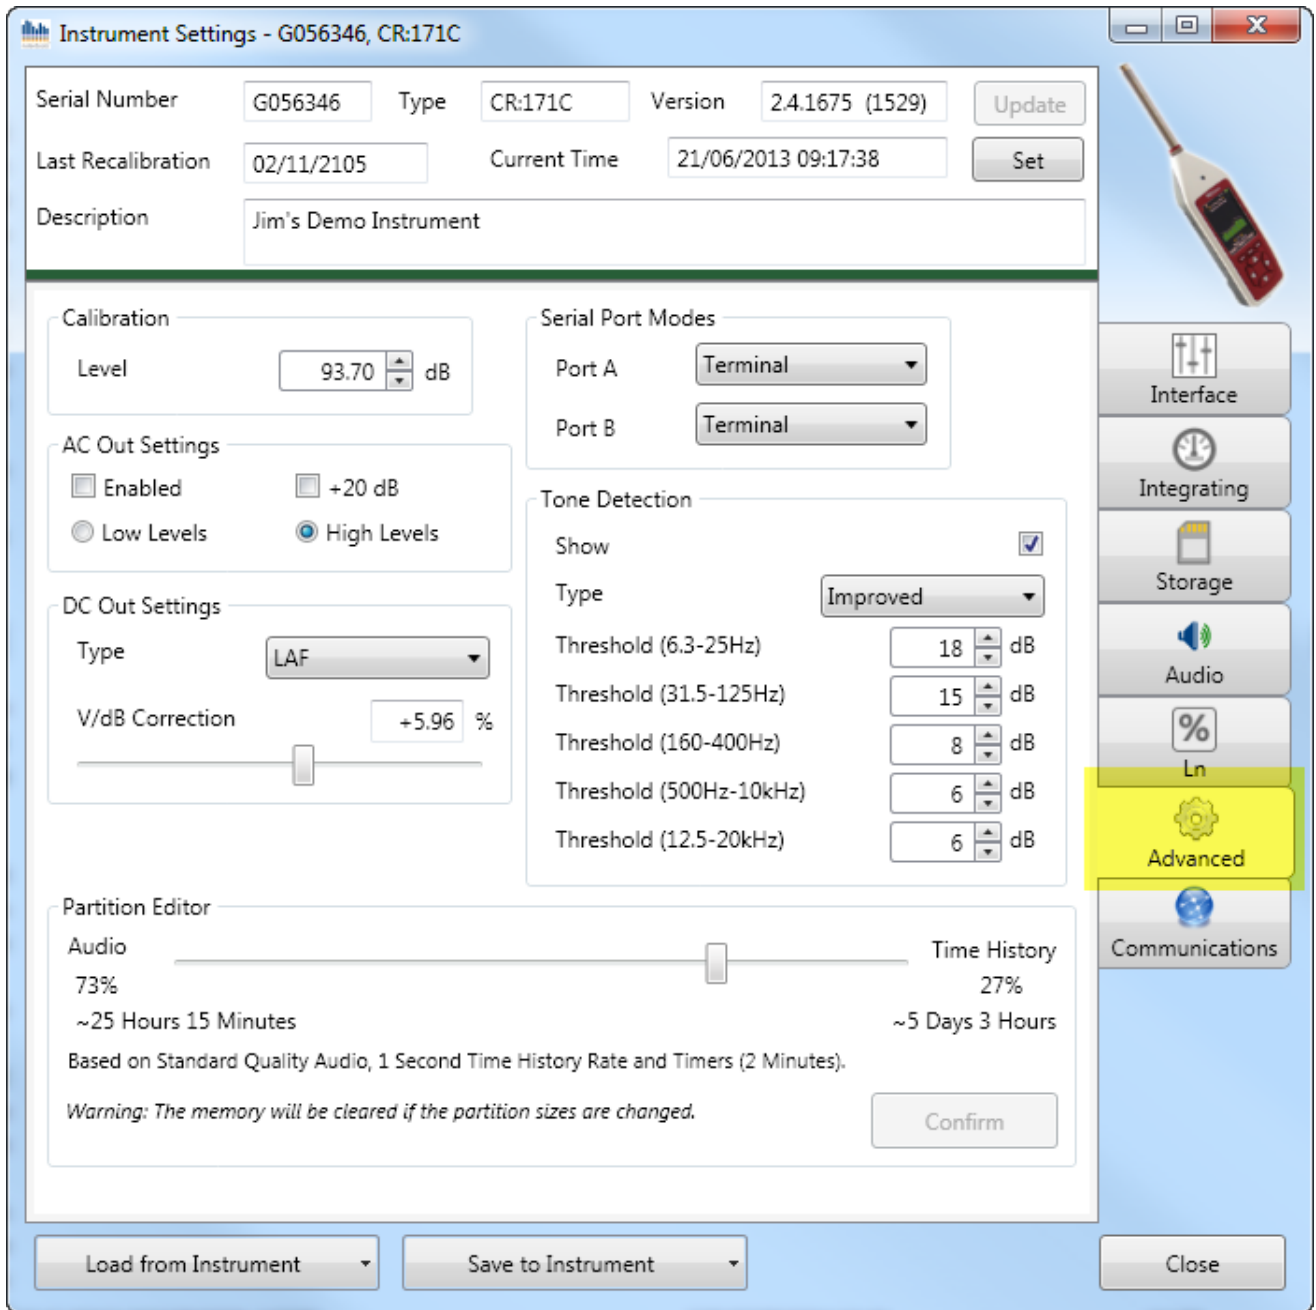 Instrument Settings - G056346, CR:171C
Serial Number G056346 Type CR:171C Version 2.4.1675 (1529) Update
Last Recalibration 02/11/2105 Current Time 21/06/2013 09:17:38 Set
Description Jim's Demo Instrument
Calibration
Level 93.70 dB
AC Out Settings
Enabled +20 dB
Low Levels High Levels
DC Out Settings
Type LAF
V/dB Correction +5.96 %
Serial Port Modes
Port A Terminal
Port B Terminal
Tone Detection
Show
Type Improved
Threshold (6.3-25Hz) 18 dB
Threshold (31.5-125Hz) 15 dB
Threshold (160-400Hz) 8 dB
Threshold (500Hz-10kHz) 6 dB
Threshold (12.5-20kHz) 6 dB
Partition Editor
Audio Time History
73% 27%
~25 Hours 15 Minutes ~5 Days 3 Hours
Based on Standard Quality Audio, 1 Second Time History Rate and Timers (2 Minutes).
Warning: The memory will be cleared if the partition sizes are changed.
Confirm
Interface
Integrating
Storage
Audio
%
Ln
Advanced
Communications
Load from Instrument Save to Instrument Close